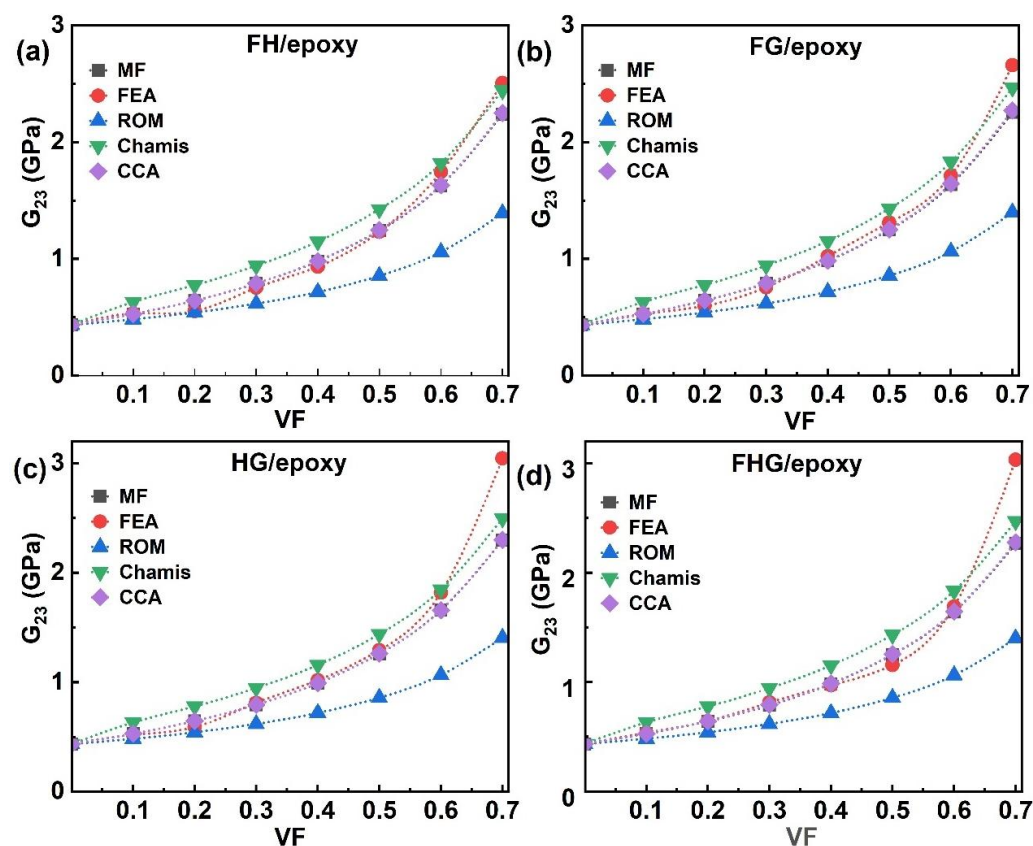 (a)
FH/epoxy
MF
FEA
ROM
Chamis
CCA
G23 (GPa)
3
2
1
0
0.1 0.2 0.3 0.4 0.5 0.6 0.7
VF
(b)
FG/epoxy
MF
FEA
ROM
Chamis
CCA
G23 (GPa)
3
2
1
0
0.1 0.2 0.3 0.4 0.5 0.6 0.7
VF
(c)
HG/epoxy
MF
FEA
ROM
Chamis
CCA
G23 (GPa)
3
2
1
0
0.1 0.2 0.3 0.4 0.5 0.6 0.7
VF
(d)
FHG/epoxy
MF
FEA
ROM
Chamis
CCA
G23 (GPa)
3
2
1
0
0.1 0.2 0.3 0.4 0.5 0.6 0.7
VF